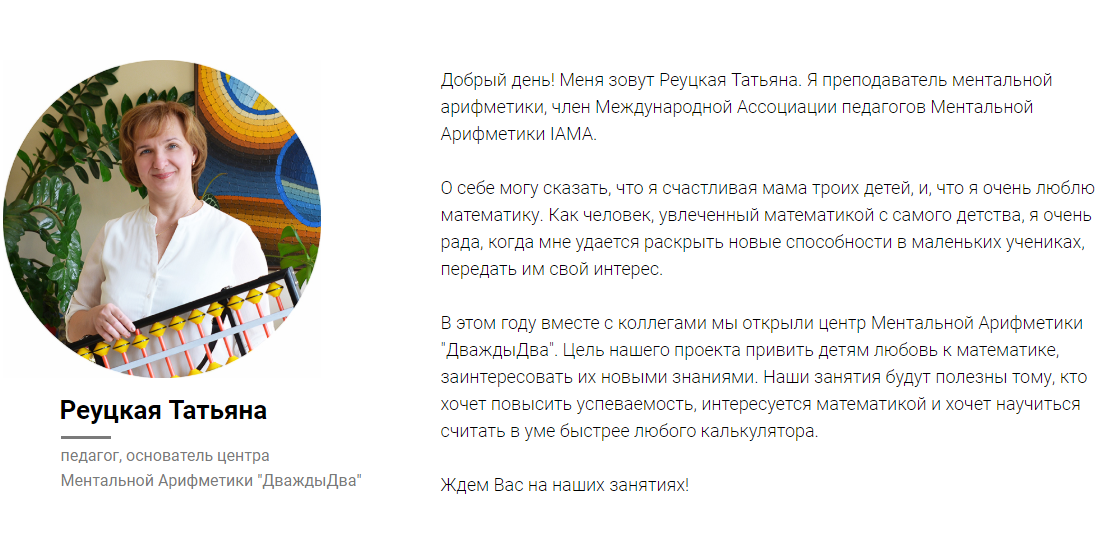 Добрый день! Меня зовут Реуцкая Татьяна. Я преподаватель ментальной
арифметики, член Международной Ассоциации педагогов Ментальной
Арифметики IAMA.
О себе могу сказать, что я счастливая мама троих детей, и, что я очень люблю
математику. Как человек, увлеченный математикой с самого детства, я очень
рада, когда мне удается раскрыть новые способности в маленьких учениках,
передать им свой интерес.
В этом году вместе с коллегами мы открыли центр Ментальной Арифметики
"ДваждыДва". Цель нашего проекта привить детям любовь к математике,
заинтересовать их новыми знаниями. Наши занятия будут полезны тому, кто
хочет повысить успеваемость, интересуется математикой и хочет научиться
считать в уме быстрее любого калькулятора.
Ждем Вас на наших занятиях!
Реуцкая Татьяна
педагог, основатель центра
Ментальной Арифметики "ДваждыДва"